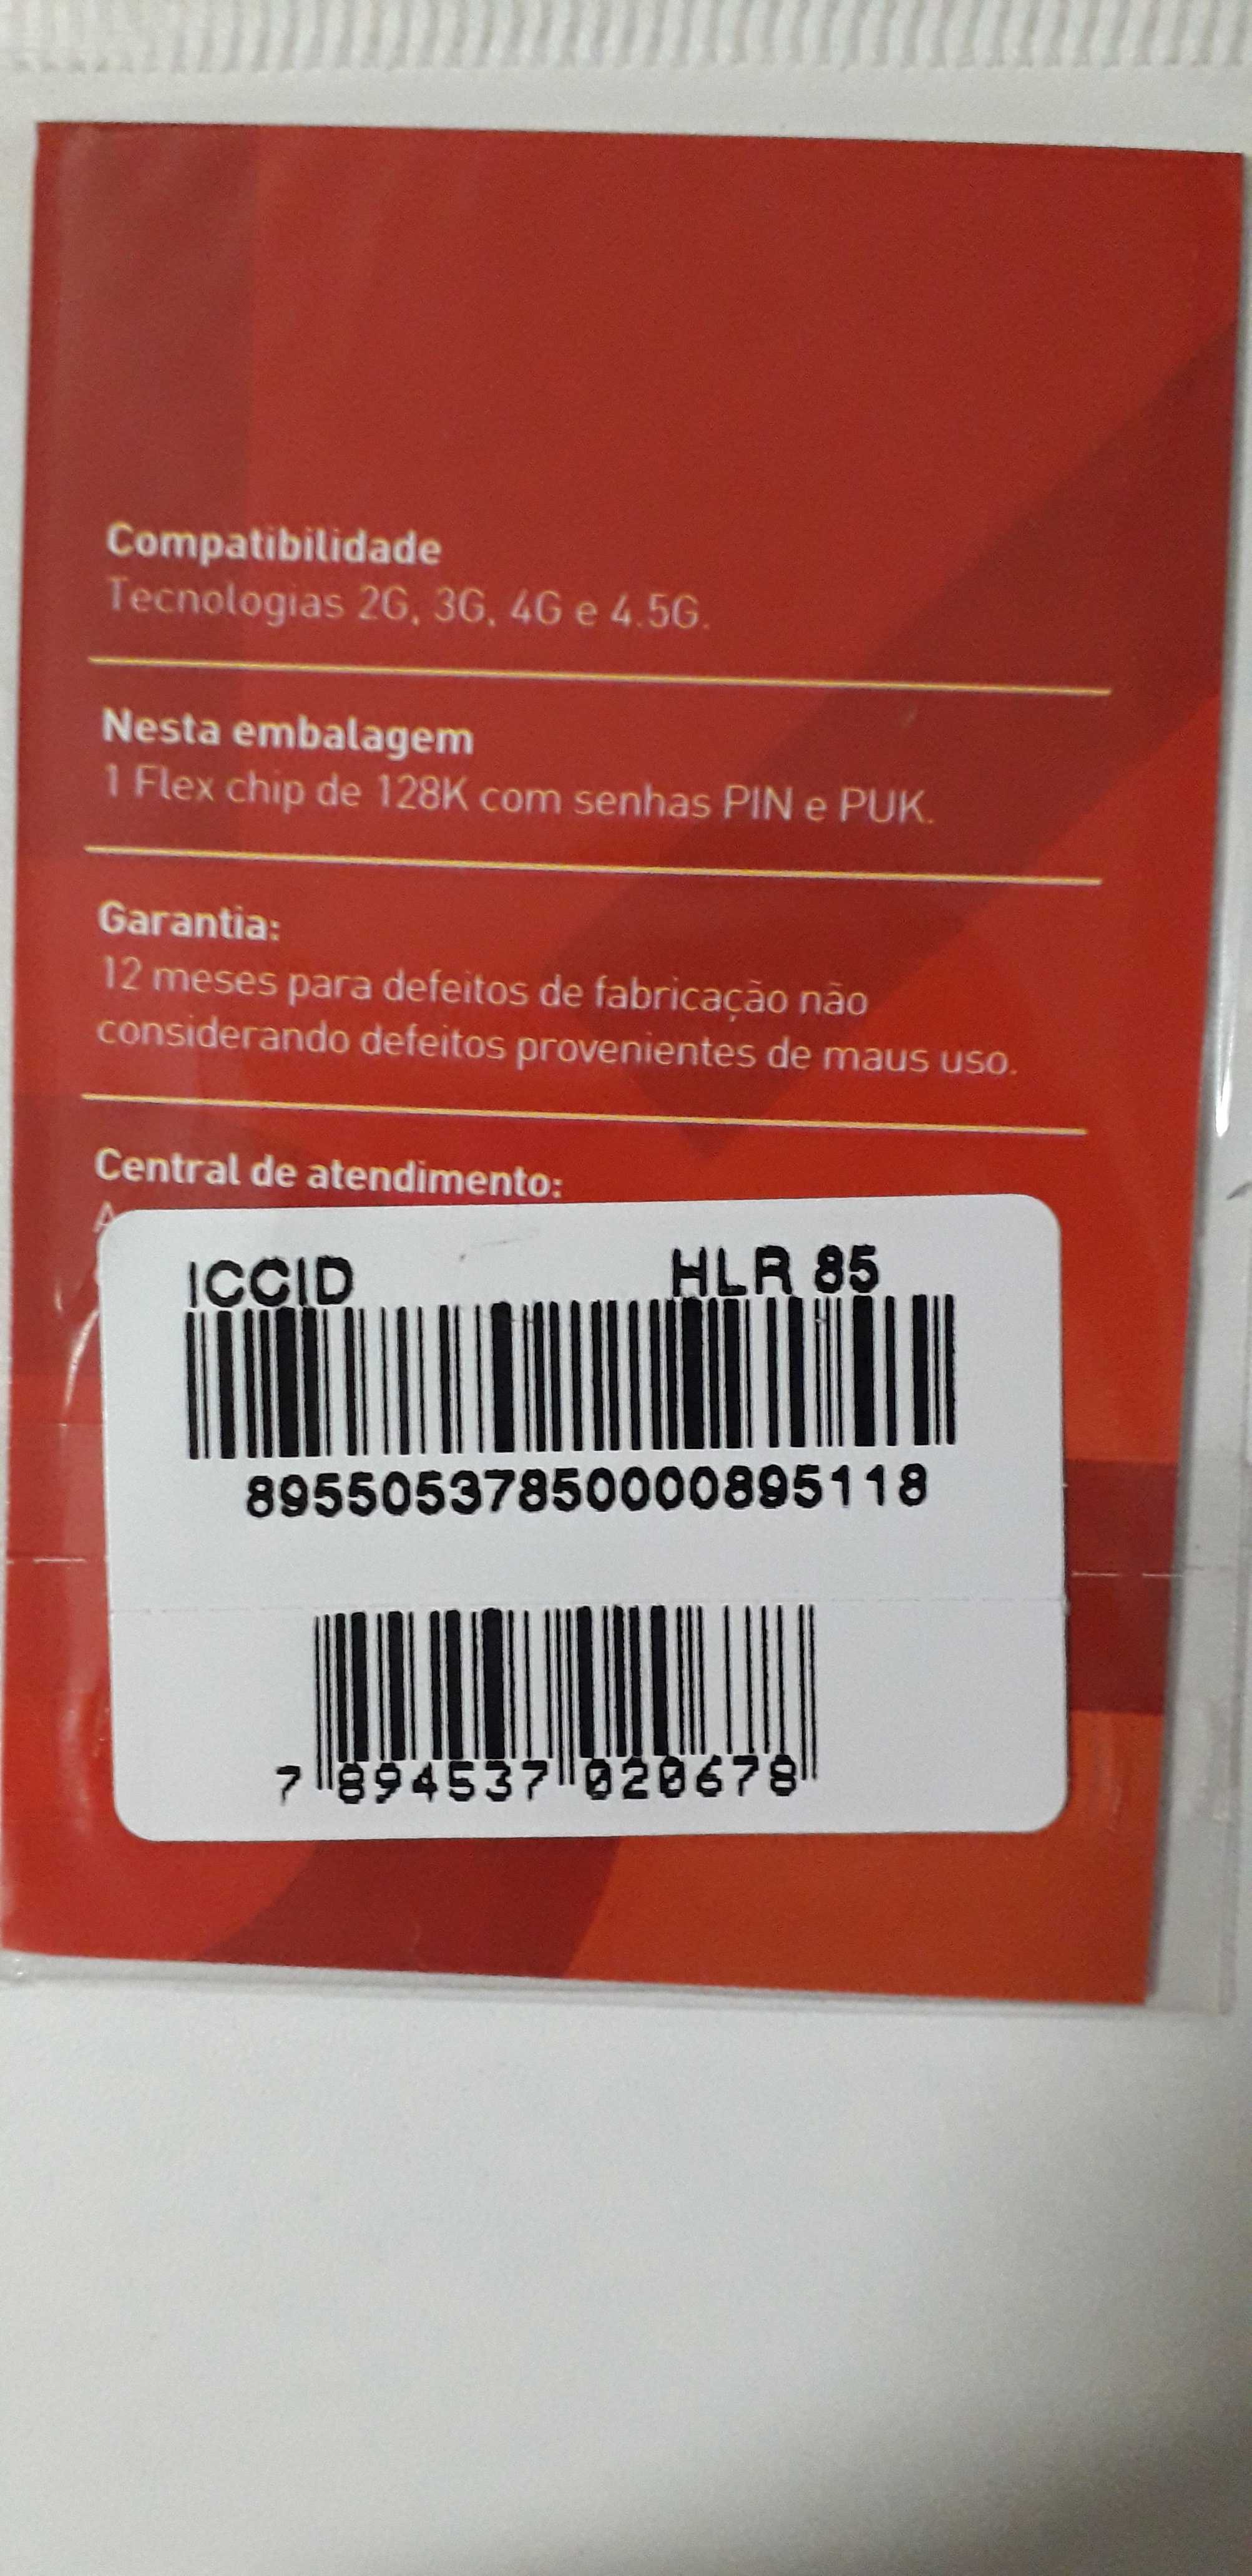 Compatibilidade
Tecnologias 2G, 3G, 4G e 4.5G.
Nesta embalagem
1 Flex chip de 128K com senhas PIN e PUK.
Garantia:
12 meses para defeitos de fabricação não
considerando defeitos provenientes de maus uso.
Central de atendimento:
ICCID HLR 85
89550537850000895118
7 894537 020678